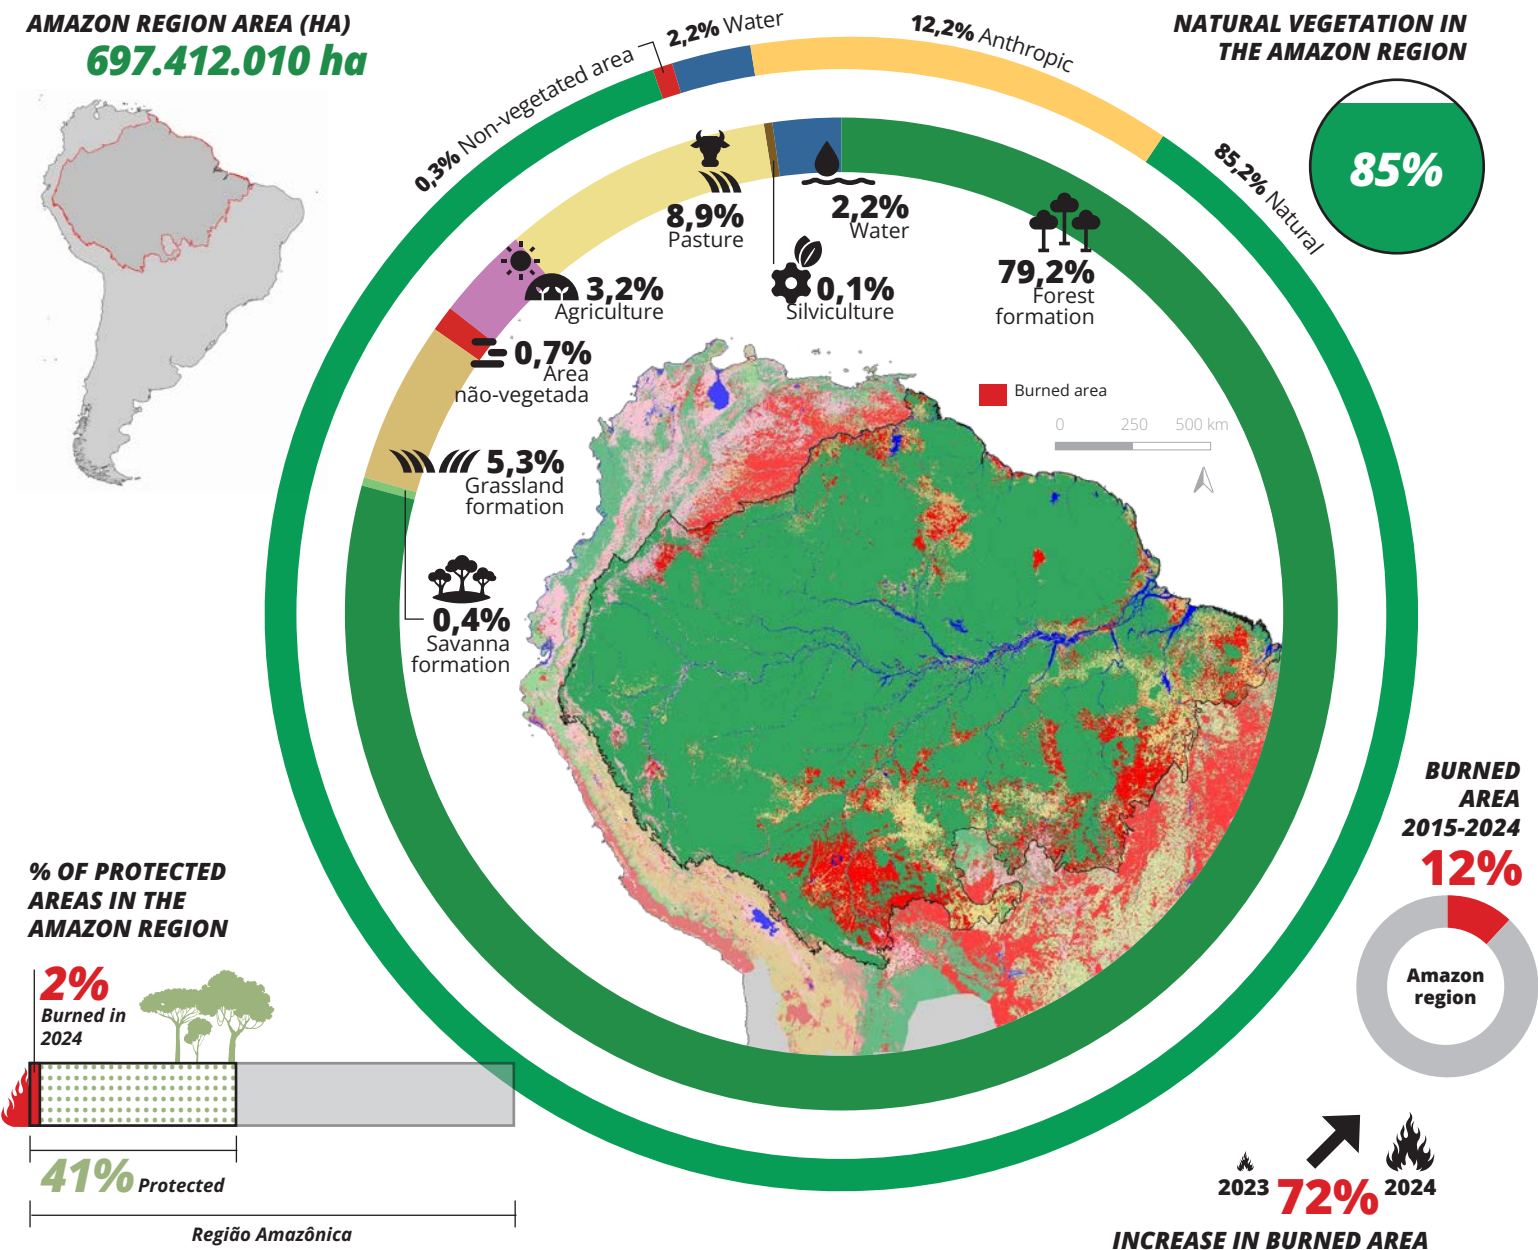 AMAZON REGION AREA (HA)
697.412.010 ha
0,3% Non-vegetated area
2,2% Water
12,2% Anthropic
85,2% Natural
NATURAL VEGETATION IN
THE AMAZON REGION
85%
8,9%
Pasture
2,2%
Water
79,2%
Forest
formation
3,2%
Agriculture
0,1%
Silviculture
0,7%
Area
não-vegetada
5,3%
Grassland
formation
0,4%
Savanna
formation
Burned area
0 250 500 km
BURNED
AREA
2015-2024
12%
Amazon
region
% OF PROTECTED
AREAS IN THE
AMAZON REGION
2%
Burned in
2024
41% Protected
Região Amazônica
2023 72% 2024
INCREASE IN BURNED AREA